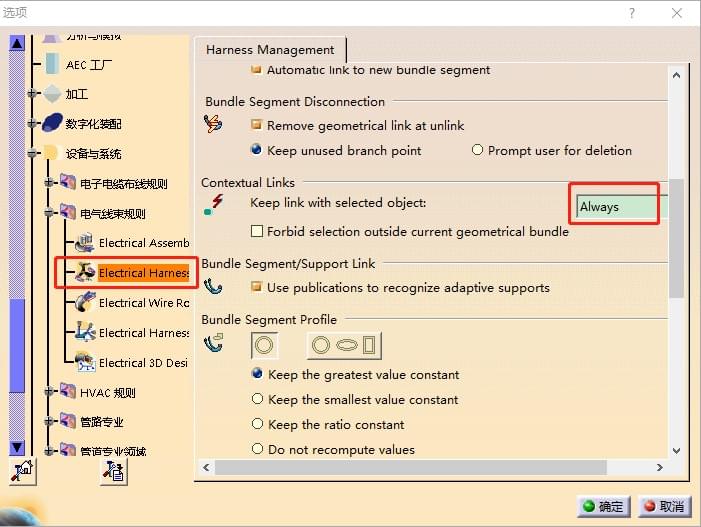 选项
分析与模拟
AEC 工厂
加工
数字化装配
设备与系统
电子电缆布线规则
电气线束规则
Electrical Assemb
Electrical Harness
Electrical Wire Ro
Electrical Harness
Electrical 3D Desi
HVAC 规则
管路专业
管道专业领域
Harness Management
Automatic link to new bundle segment
Bundle Segment Disconnection
Remove geometrical link at unlink
Keep unused branch point
Prompt user for deletion
Contextual Links
Keep link with selected object:
Always
Forbid selection outside current geometrical bundle
Bundle Segment/Support Link
Use publications to recognize adaptive supports
Bundle Segment Profile
Keep the greatest value constant
Keep the smallest value constant
Keep the ratio constant
Do not recompute values
确定
取消